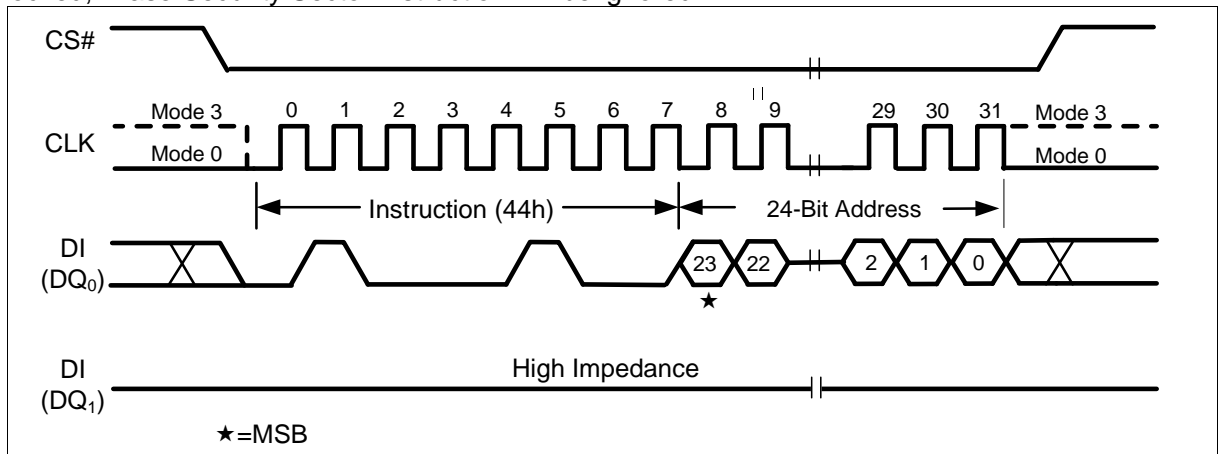 CS#
0 1 2 3 4 5 6 7 8 9 29 30 31
Mode 3 Mode 3
CLK
Mode 0 Mode 0
Instruction (44h) 24-Bit Address
DI
(DQ0)
23 22 2 1 0
★
High Impedance
DI
(DQ1)
★=MSB